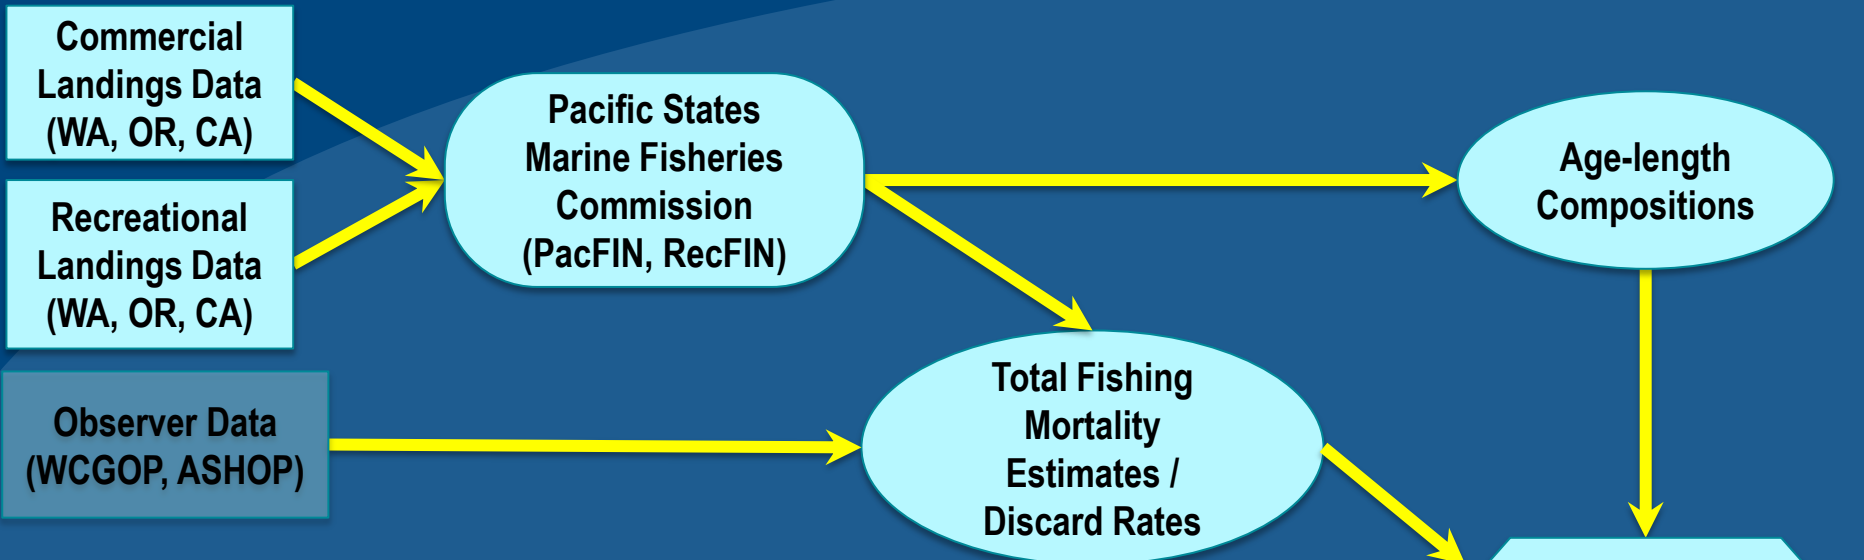 Commercial
Landings Data
(WA, OR, CA)
Recreational
Landings Data
(WA, OR, CA)
Observer Data
(WCGOP, ASHOP)
Pacific States
Marine Fisheries
Commission
(PacFIN, RecFIN)
Total Fishing
Mortality
Estimates /
Discard Rates
Age-length
Compositions